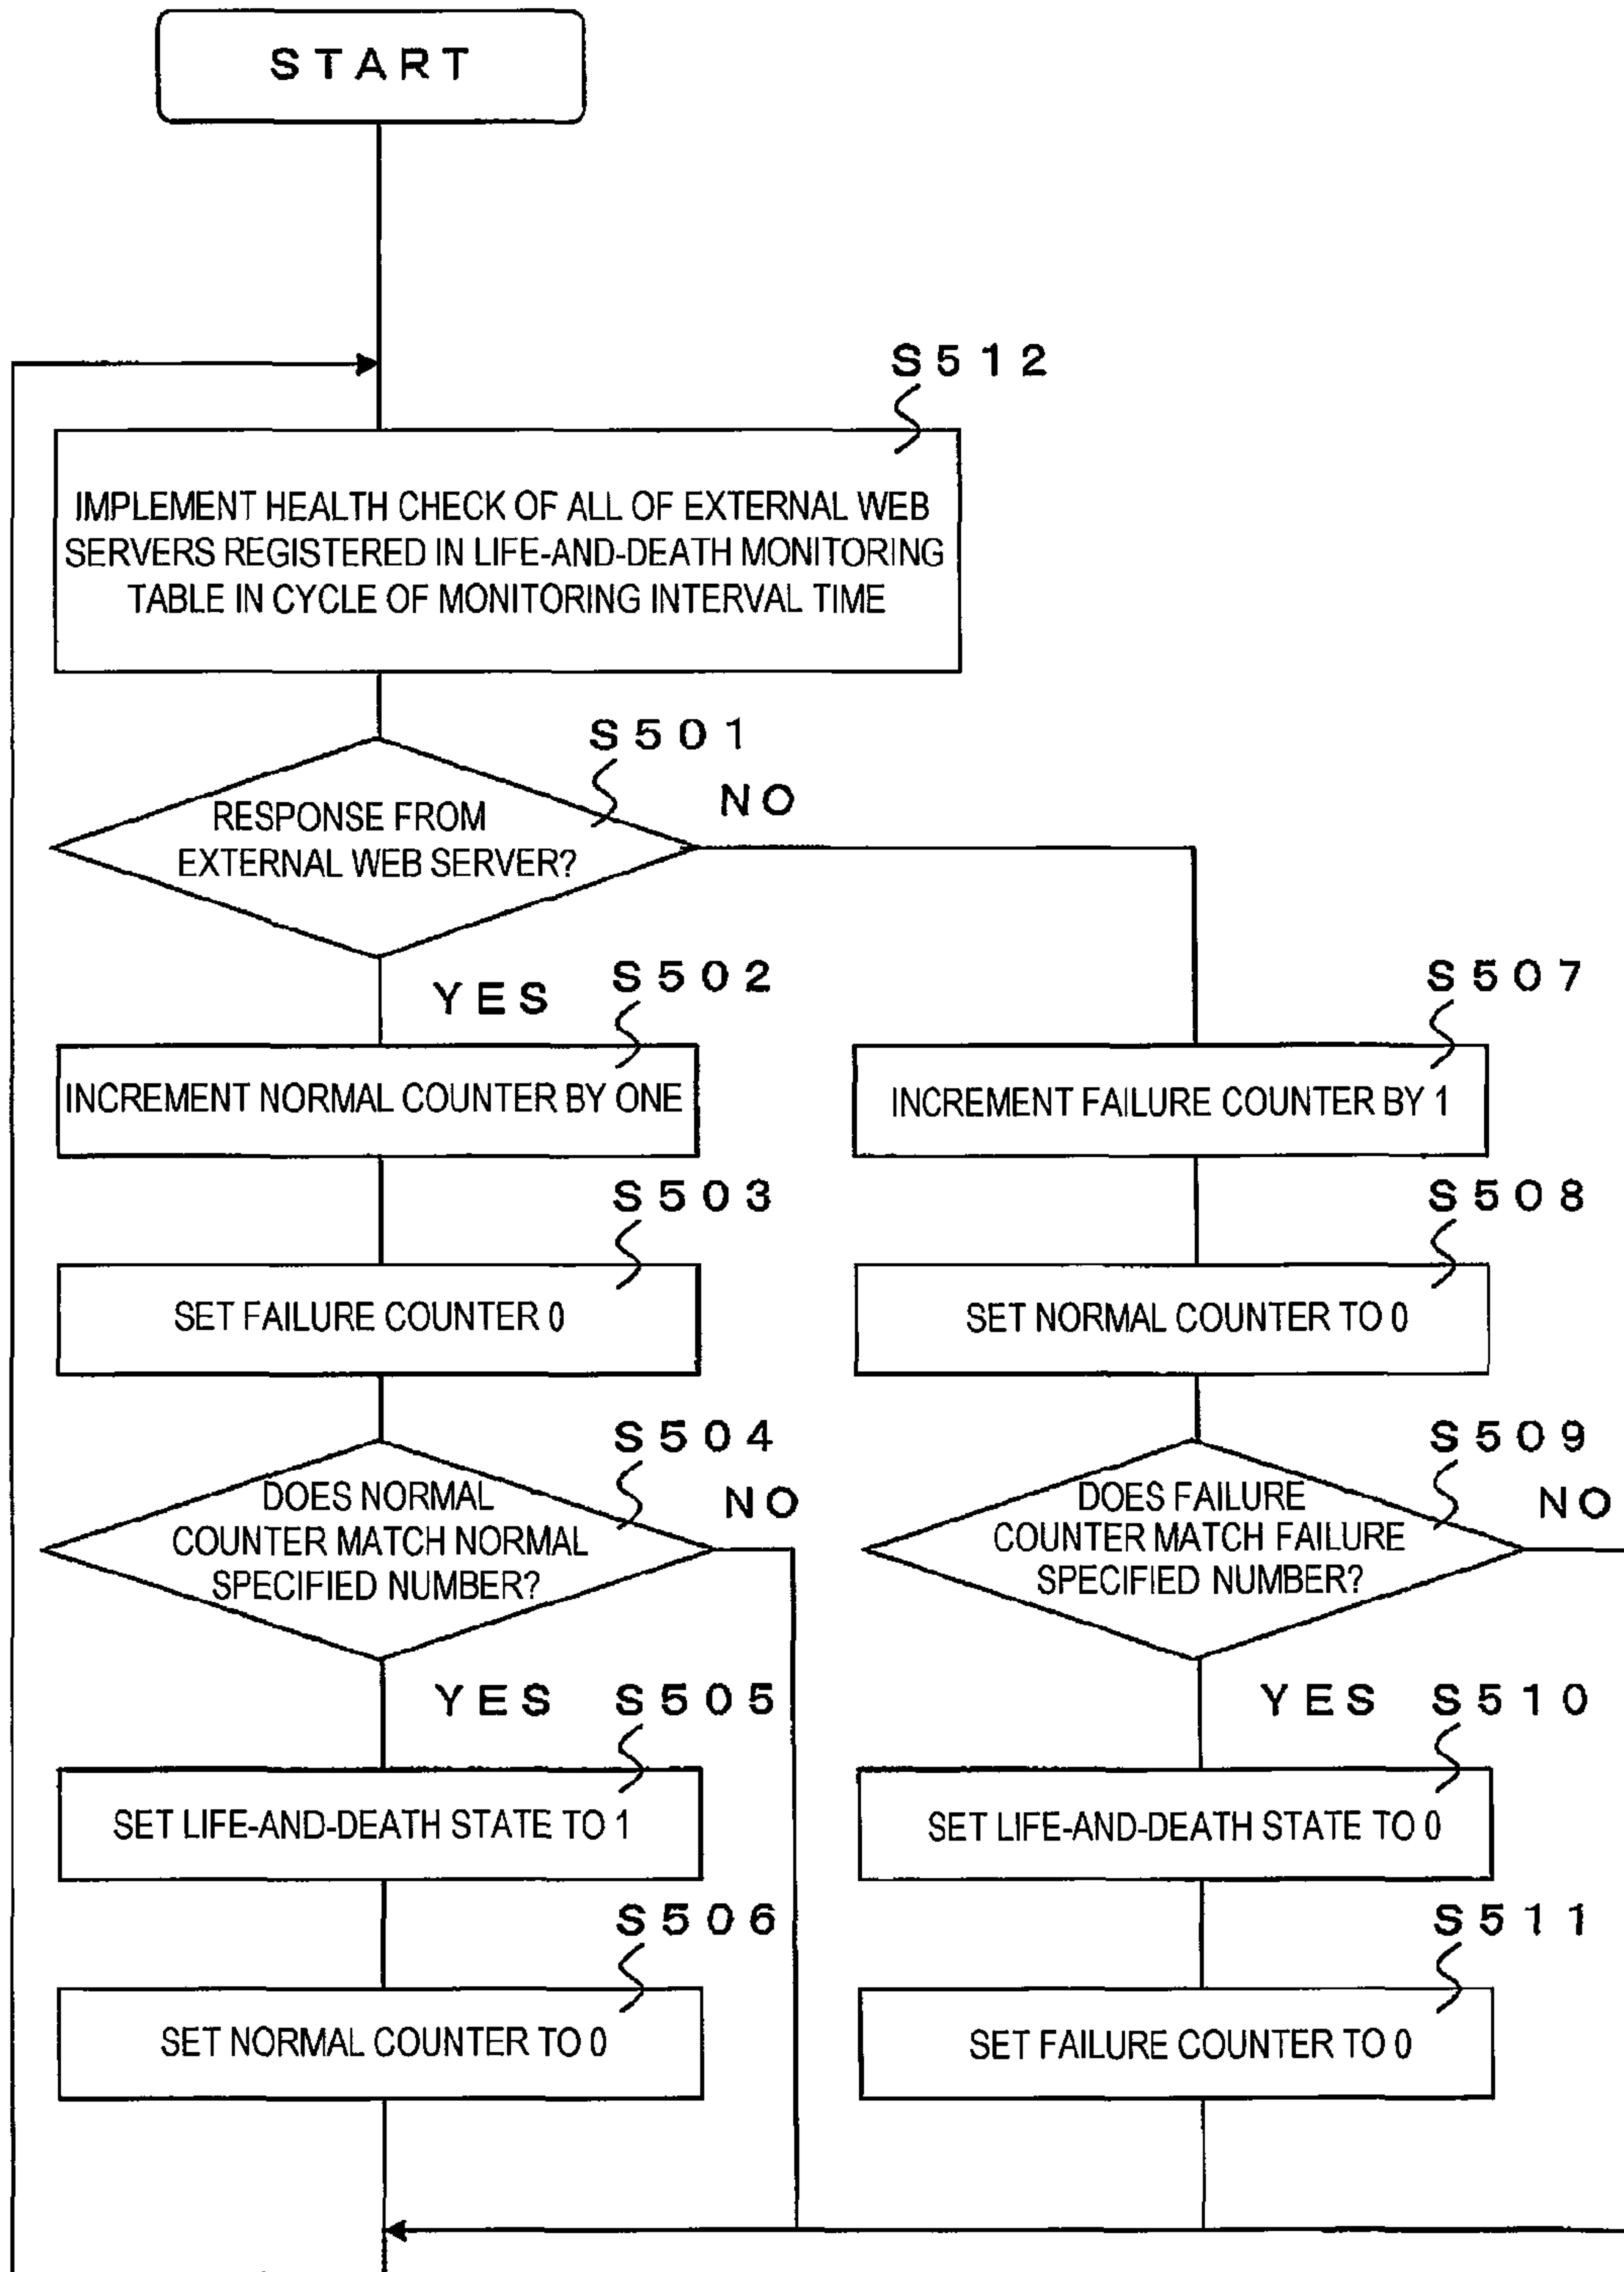 START
S512
IMPLEMENT HEALTH CHECK OF ALL OF EXTERNAL WEB
SERVERS REGISTERED IN LIFE-AND-DEATH MONITORING
TABLE IN CYCLE OF MONITORING INTERVAL TIME
S501
NO
RESPONSE FROM
EXTERNAL WEB SERVER?
YES
S502
INCREMENT NORMAL COUNTER BY ONE
S503
SET FAILURE COUNTER 0
S504
NO
DOES NORMAL
COUNTER MATCH NORMAL
SPECIFIED NUMBER?
YES
S505
SET LIFE-AND-DEATH STATE TO 1
S506
SET NORMAL COUNTER TO 0
S507
INCREMENT FAILURE COUNTER BY 1
S508
SET NORMAL COUNTER TO 0
S509
NO
DOES FAILURE
COUNTER MATCH FAILURE
SPECIFIED NUMBER?
YES
S510
SET LIFE-AND-DEATH STATE TO 0
S511
SET FAILURE COUNTER TO 0